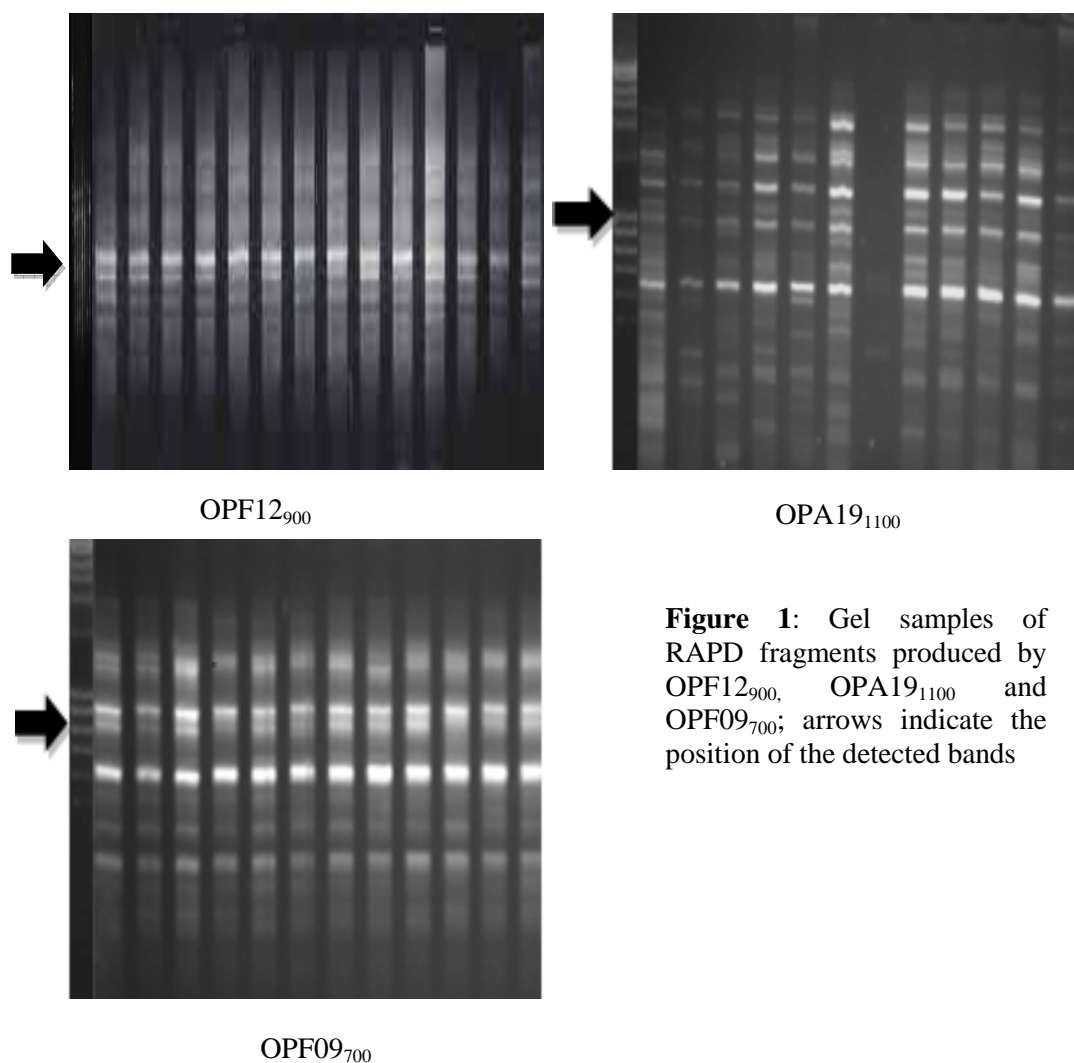 OPF12₉₀₀
OPA19₁₁₀₀
Figure 1: Gel samples of
RAPD fragments produced by
OPF12₉₀₀, OPA19₁₁₀₀ and
OPF09₇₀₀; arrows indicate the
position of the detected bands
OPF09₇₀₀